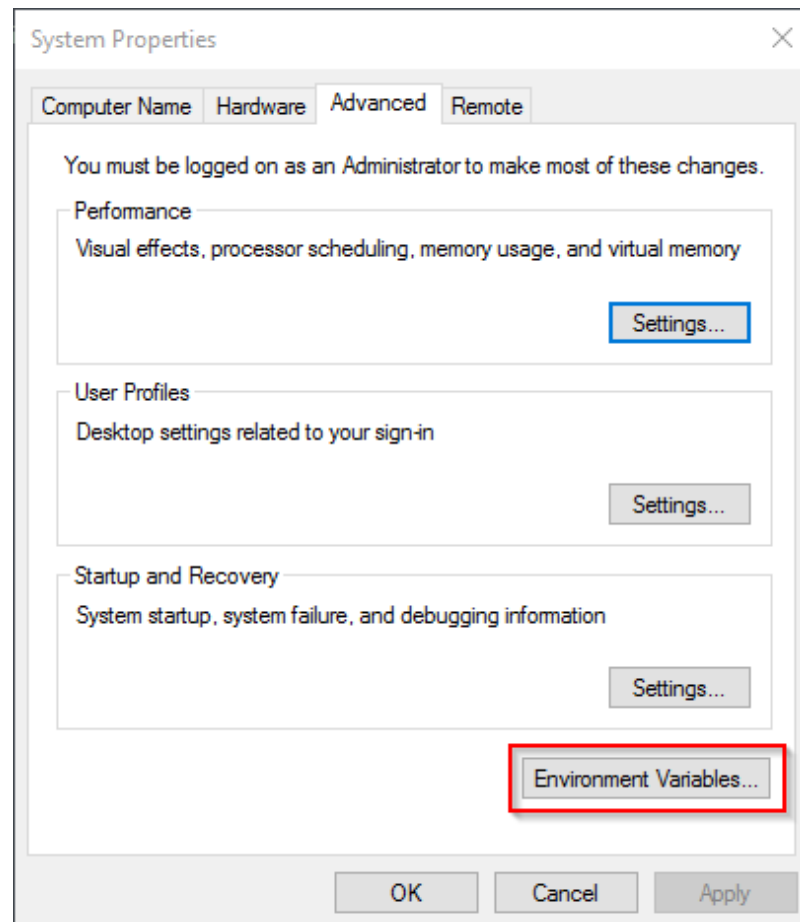 System Properties
Computer Name Hardware Advanced Remote
You must be logged on as an Administrator to make most of these changes.
Performance
Visual effects, processor scheduling, memory usage, and virtual memory
Settings...
User Profiles
Desktop settings related to your sign-in
Settings...
Startup and Recovery
System startup, system failure, and debugging information
Settings...
Environment Variables...
OK Cancel Apply